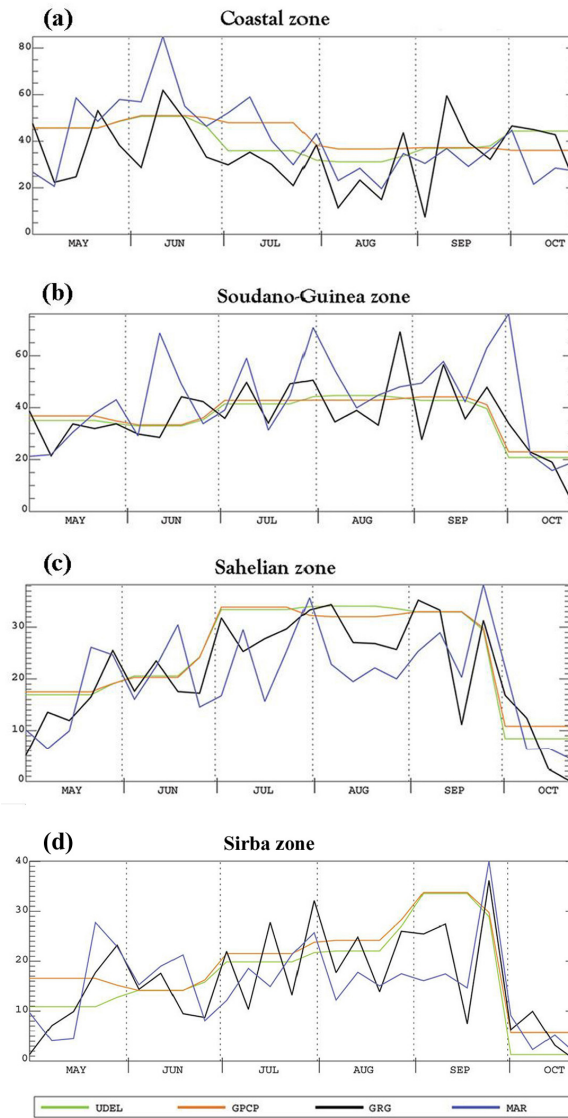 (a)
Coastal zone
80
60
40
20
0
MAY JUN JUL AUG SEP OCT
(b)
Soudano-Guinea zone
60
40
20
0
MAY JUN JUL AUG SEP OCT
(c)
Sahelian zone
30
20
10
0
MAY JUN JUL AUG SEP OCT
(d)
Sirba zone
40
30
20
10
0
MAY JUN JUL AUG SEP OCT
UDEL GPCP GRG MAR